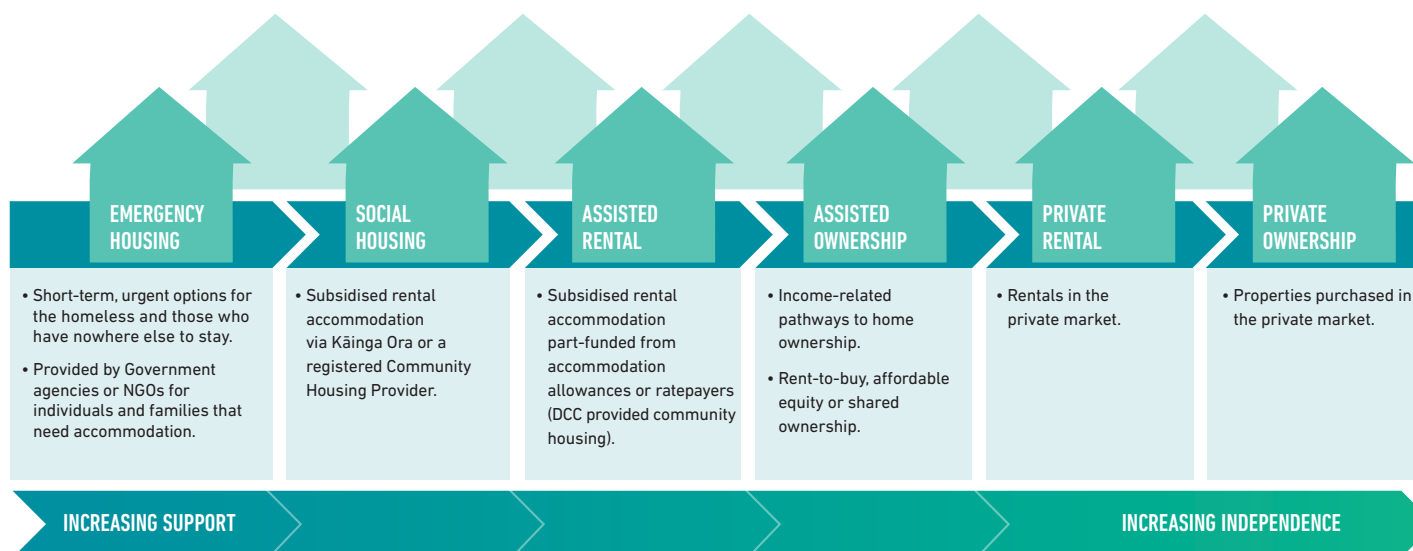 EMERGENCY
HOUSING
• Short-term, urgent options for
the homeless and those who
have nowhere else to stay.
• Provided by Government
agencies or NGOs for
individuals and families that
need accommodation.
SOCIAL
HOUSING
• Subsidised rental
accommodation
via Kāinga Ora or a
registered Community
Housing Provider.
ASSISTED
RENTAL
• Subsidised rental
accommodation
part-funded from
accommodation
allowances or ratepayers
(DCC provided community
housing).
ASSISTED
OWNERSHIP
• Income-related
pathways to home
ownership.
• Rent-to-buy, affordable
equity or shared
ownership.
PRIVATE
RENTAL
• Rentals in the
private market.
PRIVATE
OWNERSHIP
• Properties purchased in
the private market.
INCREASING SUPPORT
INCREASING INDEPENDENCE